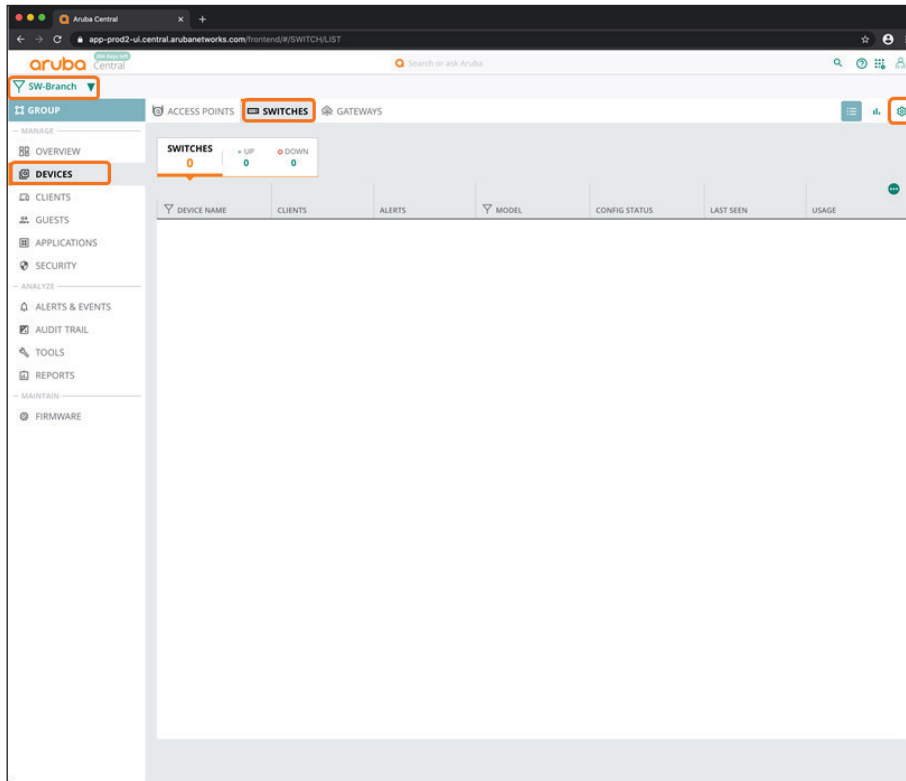 Aruba Central
app-prod2-ui.central.arubanetworks.com/frontend/#/SWITCH/LIST
aruba Central
Search or ask Aruba
SW-Branch
GROUP
ACCESS POINTS SWITCHES GATEWAYS
MANAGE
OVERVIEW
DEVICES
CLIENTS
GUESTS
APPLICATIONS
SECURITY
ANALYZE
ALERTS & EVENTS
AUDIT TRAIL
TOOLS
REPORTS
MAINTAIN
FIRMWARE
SWITCHES UP DOWN
0 0 0
DEVICE NAME CLIENTS ALERTS MODEL CONFIG STATUS LAST SEEN USAGE